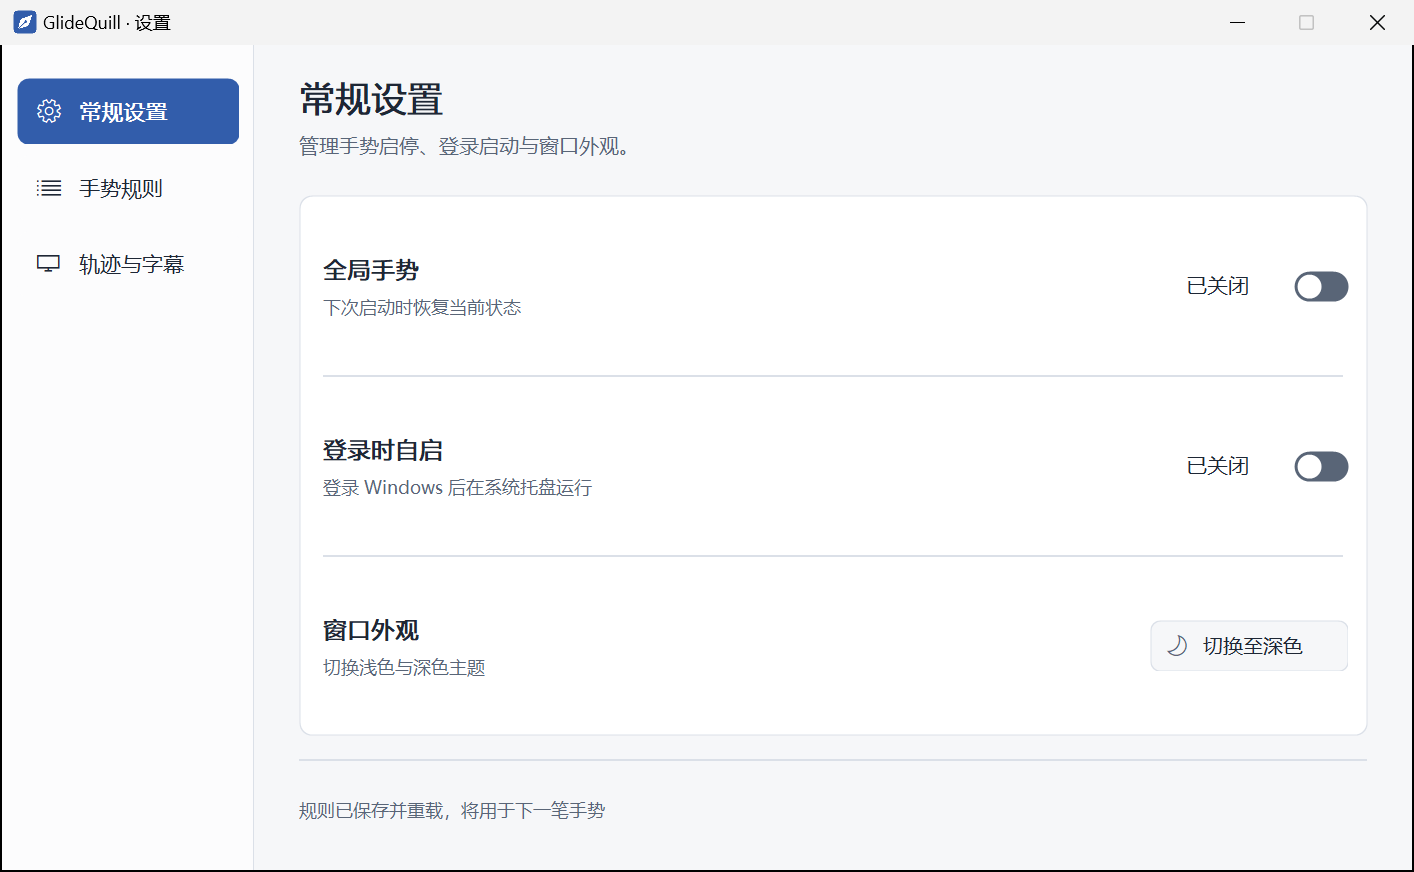 GlideQuill · 设置
常规设置
手势规则
轨迹与字幕
常规设置
管理手势启停、登录启动与窗口外观。
全局手势
下次启动时恢复当前状态
已关闭
登录时自启
登录 Windows 后在系统托盘运行
已关闭
窗口外观
切换浅色与深色主题
切换至深色
规则已保存并重载，将用于下一笔手势